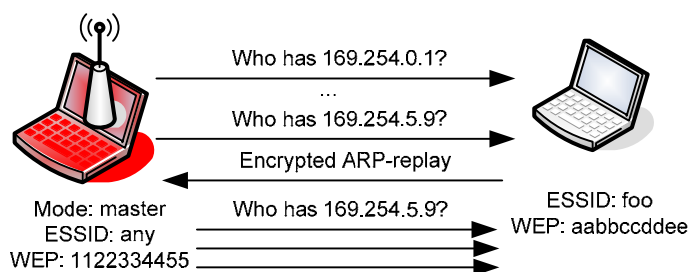 Who has 169.254.0.1?
...
Who has 169.254.5.9?
Encrypted ARP-replay
Who has 169.254.5.9?
Mode: master
ESSID: any
WEP: 1122334455
ESSID: foo
WEP: aabbccddee